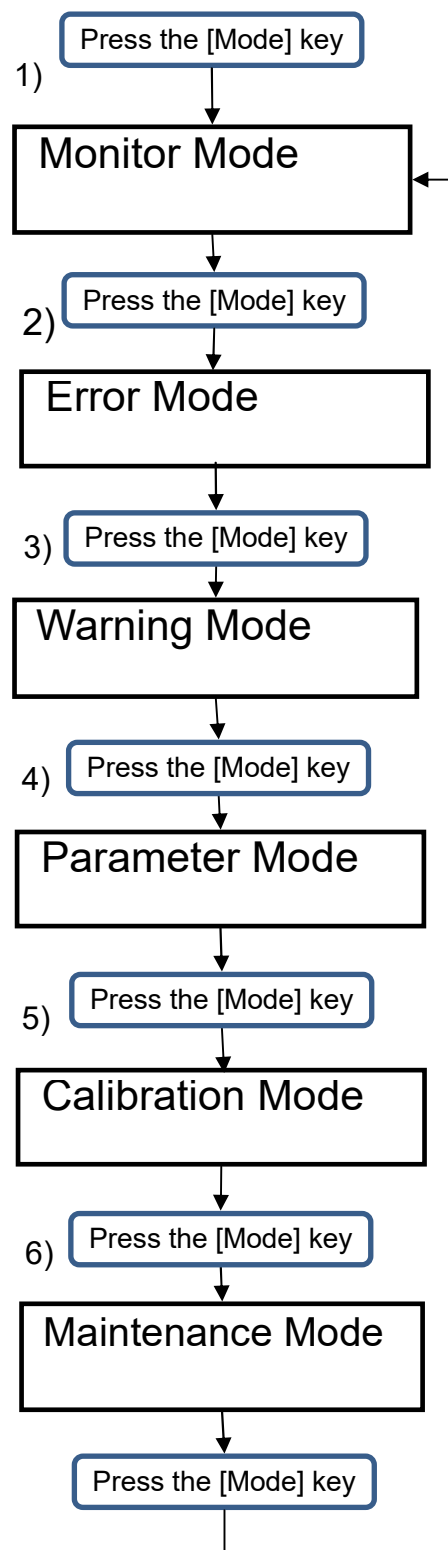 Press the [Mode] key
1)
Monitor Mode
Press the [Mode] key
2)
Error Mode
Press the [Mode] key
3)
Warning Mode
Press the [Mode] key
4)
Parameter Mode
Press the [Mode] key
5)
Calibration Mode
Press the [Mode] key
6)
Maintenance Mode
Press the [Mode] key